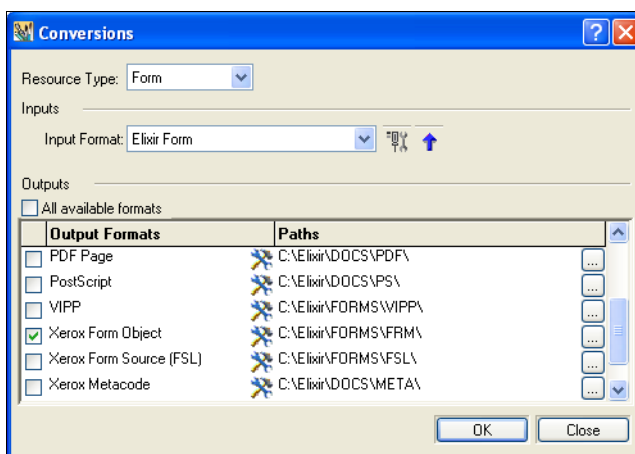 Conversions
Resource Type: Form
Inputs
Input Format: Elixir Form
Outputs
All available formats
Output Formats Paths
PDF Page C:\Elixir\DOCS\PDF\ ...
PostScript C:\Elixir\DOCS\PS\ ...
VIPP C:\Elixir\FORMS\VIPP\ ...
Xerox Form Object C:\Elixir\FORMS\FRM\ ...
Xerox Form Source (FSL) C:\Elixir\FORMS\FSL\ ...
Xerox Metacode C:\Elixir\DOCS\META\ ...
OK Close